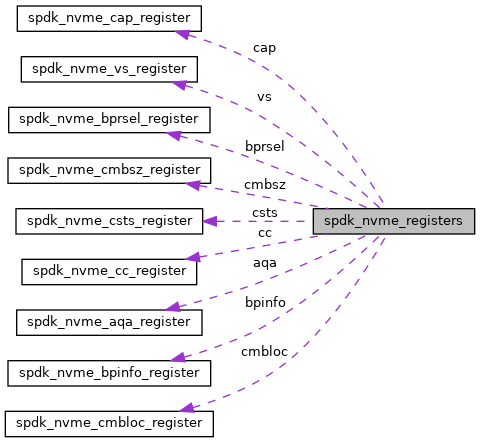 spdk_nvme_cap_register
cap
spdk_nvme_vs_register
vs
spdk_nvme_bprsel_register
bprsel
spdk_nvme_cmbsz_register
cmbsz
spdk_nvme_csts_register
csts
spdk_nvme_registers
cc
spdk_nvme_cc_register
aqa
spdk_nvme_aqa_register
bpinfo
spdk_nvme_bpinfo_register
cmbloc
spdk_nvme_cmbloc_register